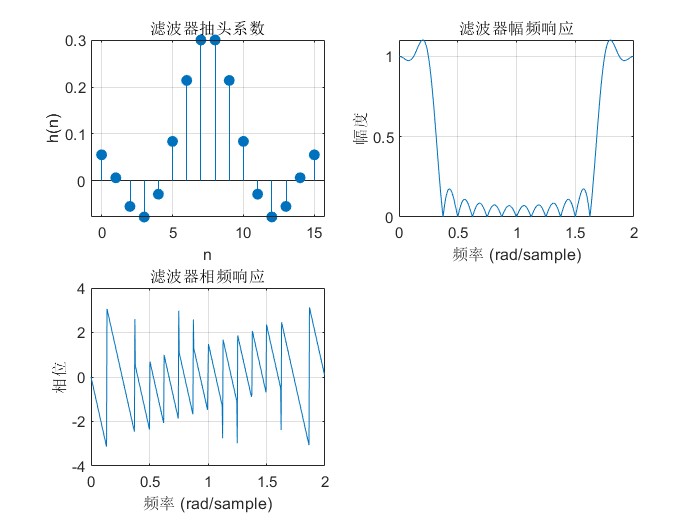 滤波器抽头系数
0.3
0.2
0.1
0
h(n)
0 5 10 15
n
滤波器幅频响应
1
0.5
0
幅度
0 0.5 1 1.5 2
频率 (rad/sample)
滤波器相频响应
4
2
0
-2
-4
相位
0 0.5 1 1.5 2
频率 (rad/sample)